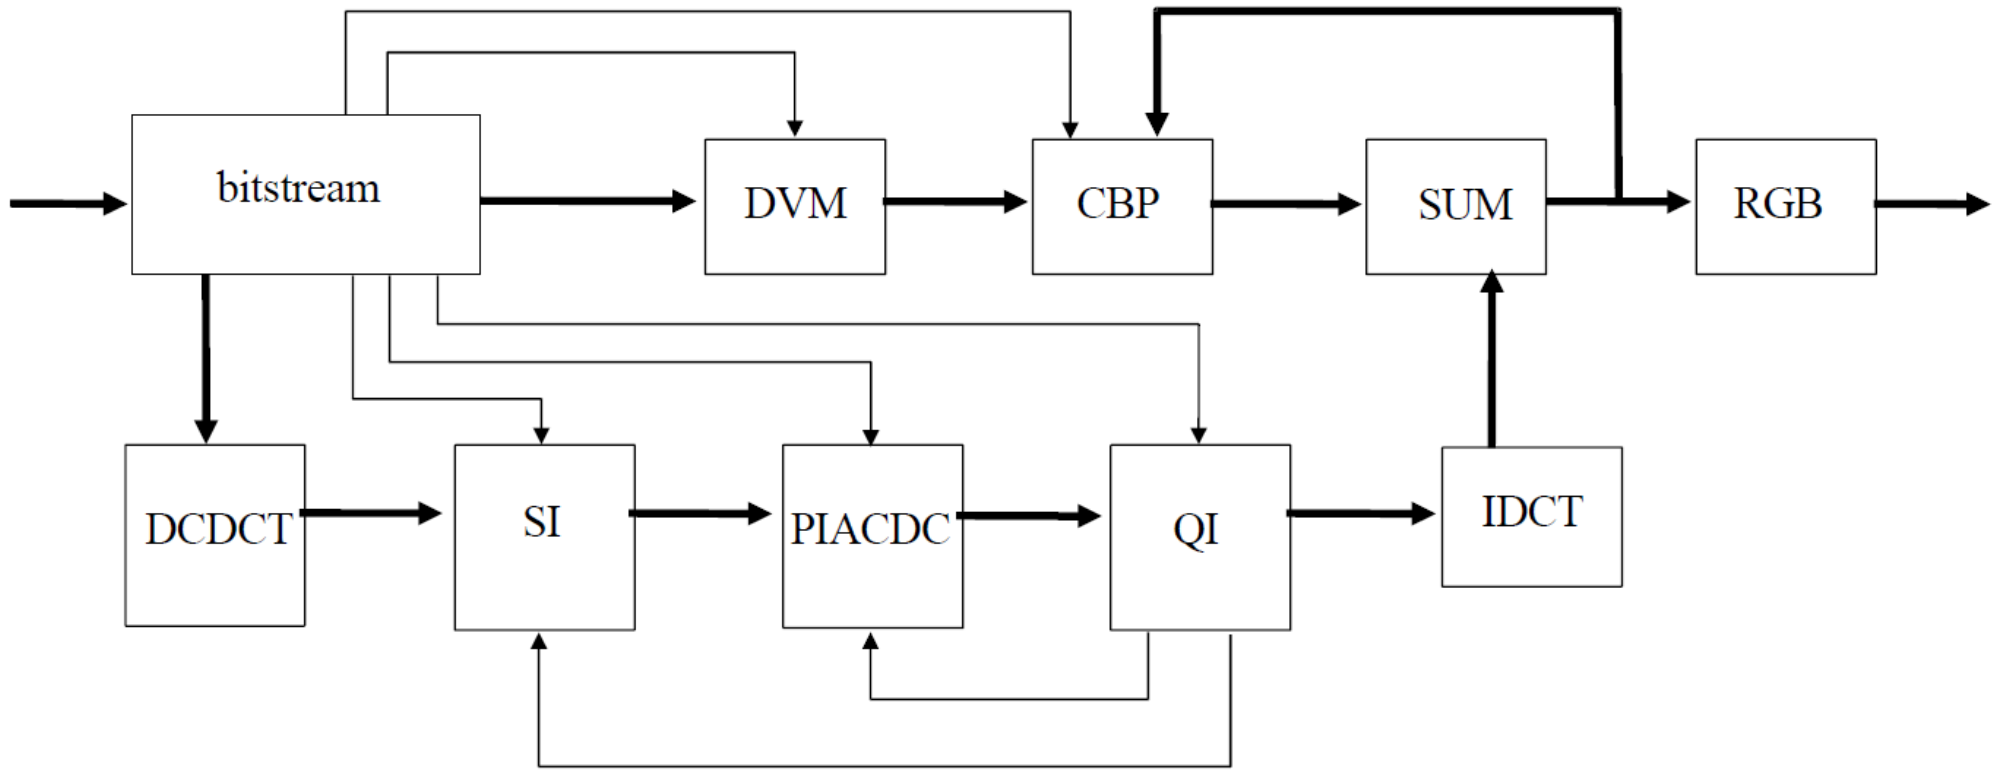 bitstream
DVM
CBP
SUM
RGB
DCDCT
SI
PIACDC
QI
IDCT